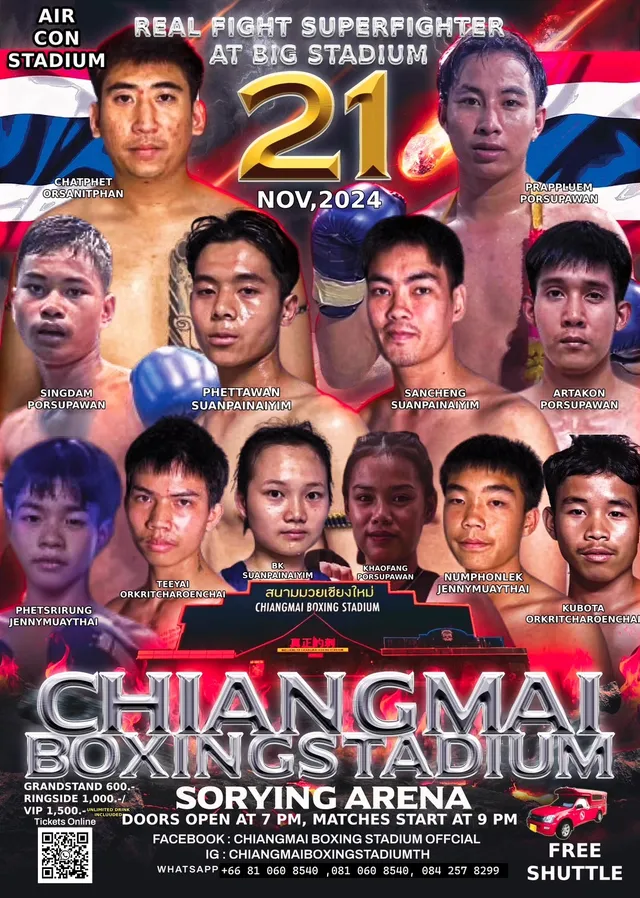 AIR
CON
STADIUM
REAL FIGHT SUPERFIGHTER
AT BIG STADIUM
21
NOV,2024
CHATPHET
ORSANITPHAN
PRAPPLUEM
PORSUPAWAN
SINGDAM
PORSUPAWAN
PHETTAWAN
SUANPAINAIYIM
SANCHENG
SUANPAINAIYIM
ARTAKON
PORSUPAWAN
PHETSRIRUNG
JENNYMUAYTHAI
TEEYAI
ORKRITCHAROENCHAI
BK
SUANPAINAIYIM
KHAOFANG
PORSUPAWAN
NUMPHONLEK
JENNYMUAYTHAI
KUBOTA
ORKRITCHAROENCHAI
สนามมวยเชียงใหม่
CHIANGMAI BOXING STADIUM
CHIANGMAI
BOXINGSTADIUM
GRANDSTAND 600.-
RINGSIDE 1,000.-/
VIP 1,500.- UNLIMITED DRINK
INCLUUDED
Tickets Online
SORYING ARENA
DOORS OPEN AT 7 PM, MATCHES START AT 9 PM
FACEBOOK : CHIANGMAI BOXING STADIUM OFFCIAL
IG : CHIANGMAIBOXINGSTADIUMTH
WHATSAPP +66 81 060 8540 ,081 060 8540, 084 257 8299
FREE
SHUTTLE